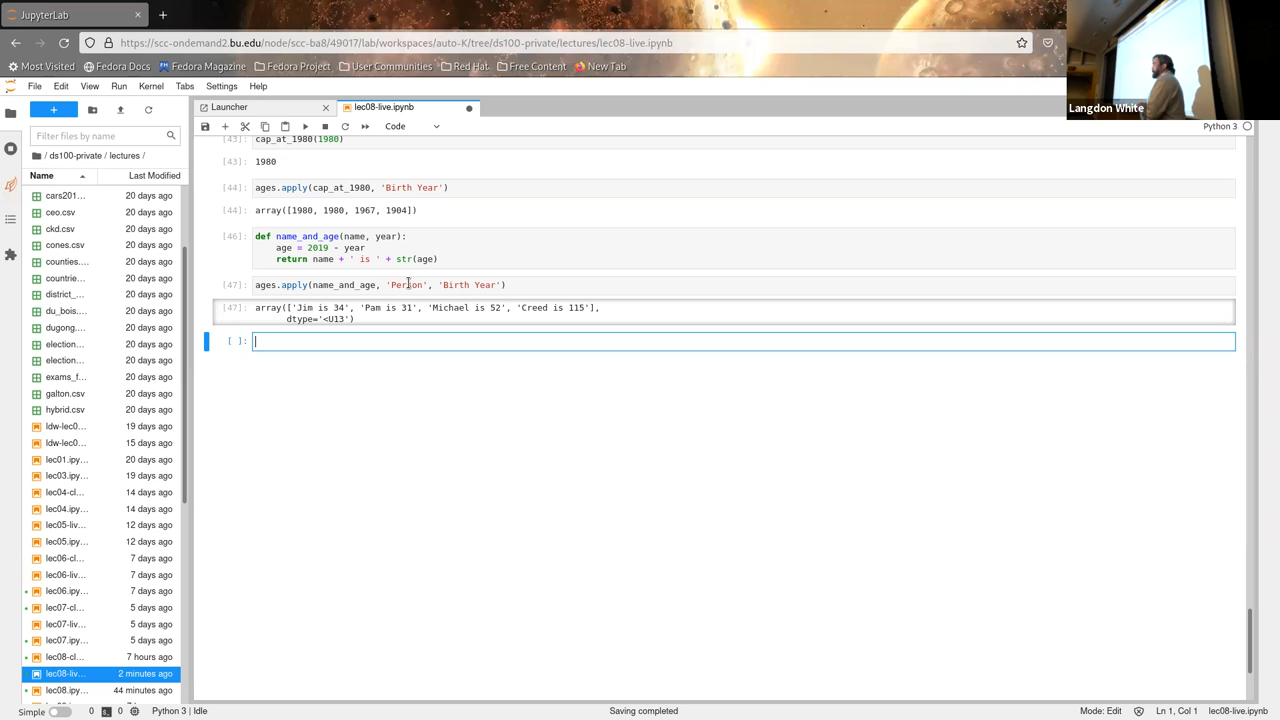 JupyterLab
https://scc-ondemand2.bu.edu/node/scc-ba8/49017/lab/workspaces/auto-K/tree/ds100-private/lectures/lec08-live.ipynb
Most Visited Fedora Docs Fedora Magazine Fedora Project User Communities Red Hat Free Content New Tab
Langdon White
File Edit View Run Kernel Tabs Settings Help
Launcher lec08-live.ipynb
Code Python 3
Filter files by name
/ ds100-private / lectures /
Name Last Modified
cars201... 20 days ago
ceo.csv 20 days ago
ckd.csv 20 days ago
cones.csv 20 days ago
counties.... 20 days ago
countrie... 20 days ago
district_... 20 days ago
du_bois.... 20 days ago
dugong.... 20 days ago
election... 20 days ago
election... 20 days ago
exams_f... 20 days ago
galton.csv 20 days ago
hybrid.csv 20 days ago
ldw-lec0... 19 days ago
ldw-lec0... 15 days ago
lec01.ipy... 20 days ago
lec03.ipy... 19 days ago
lec04-cl... 14 days ago
lec04.ipy... 14 days ago
lec05-liv... 12 days ago
lec05.ipy... 12 days ago
lec06-cl... 7 days ago
lec06-liv... 7 days ago
lec06.ipy... 7 days ago
lec07-cl... 5 days ago
lec07-liv... 5 days ago
lec07.ipy... 5 days ago
lec08-cl... 7 hours ago
lec08-liv... 2 minutes ago
lec08.ipy... 44 minutes ago
[43]: cap_at_1980(1980)
[43]: 1980
[44]: ages.apply(cap_at_1980, 'Birth Year')
[44]: array([1980, 1980, 1967, 1904])
[46]: def name_and_age(name, year):
age = 2019 - year
return name + ' is ' + str(age)
[47]: ages.apply(name_and_age, 'Person', 'Birth Year')
[47]: array(['Jim is 34', 'Pam is 31', 'Michael is 52', 'Creed is 115'],
dtype='<U13')
[ ]:
Simple 0 0 Python 3 | Idle Saving completed Mode: Edit Ln 1, Col 1 lec08-live.ipynb